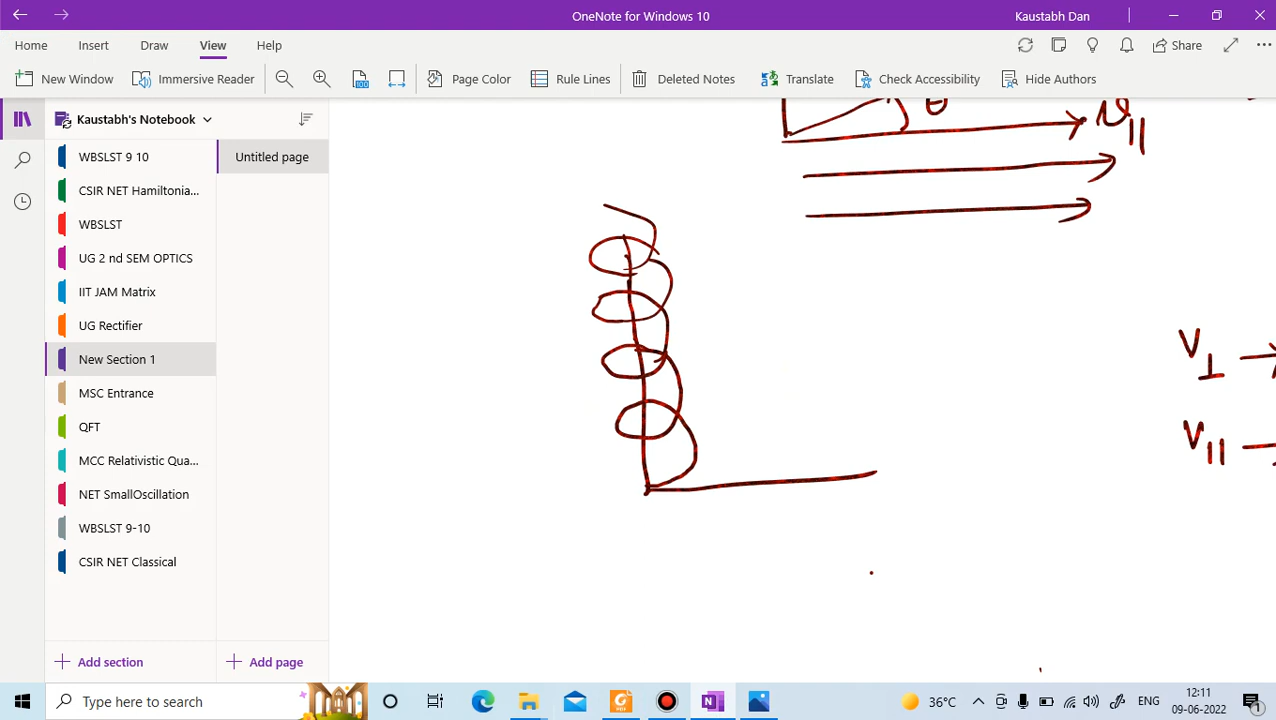 OneNote for Windows 10
Kaustabh Dan
Home Insert Draw View Help
Share
New Window Immersive Reader 100 Page Color Rule Lines Deleted Notes Translate Check Accessibility Hide Authors
Kaustabh's Notebook
WBSLST 9 10
CSIR NET Hamiltonia...
WBSLST
UG 2 nd SEM OPTICS
IIT JAM Matrix
UG Rectifier
New Section 1
MSC Entrance
QFT
MCC Relativistic Qua...
NET SmallOscillation
WBSLST 9-10
CSIR NET Classical
Add section
Untitled page
Add page
θ
v||
V⊥ →
V|| →
Type here to search
36°C
ENG
12:11
09-06-2022
1